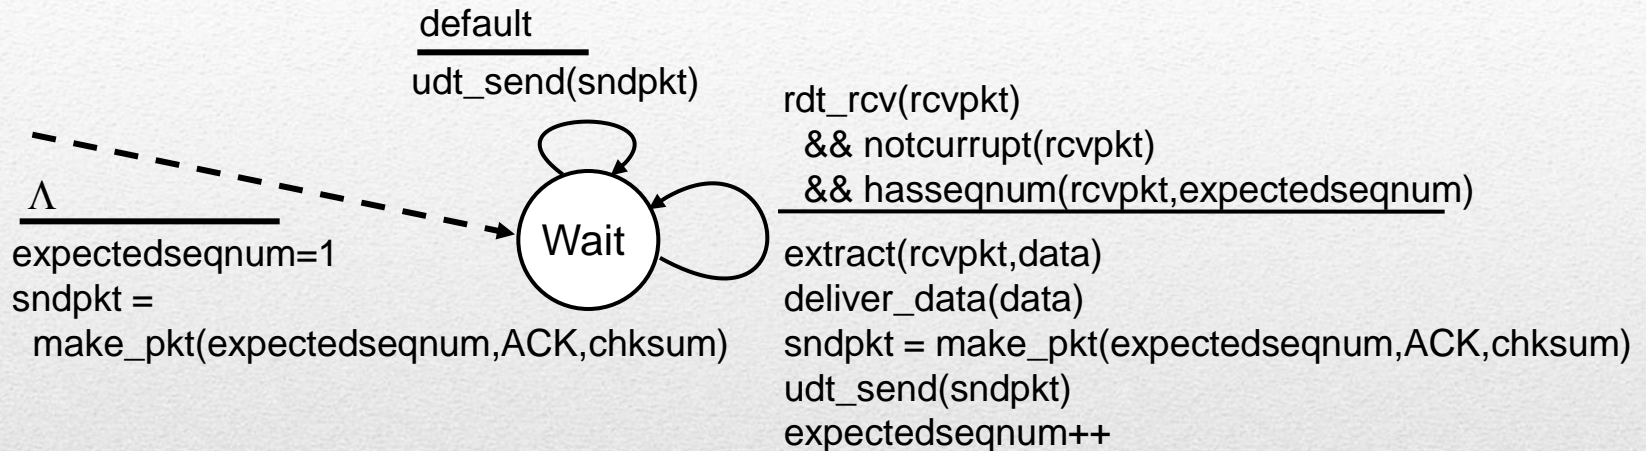 default
udt_send(sndpkt)
Λ
expectedseqnum=1
sndpkt =
make_pkt(expectedseqnum,ACK,chksum)
Wait
rdt_rcv(rcvpkt)
&& notcurrupt(rcvpkt)
&& hasseqnum(rcvpkt,expectedseqnum)
extract(rcvpkt,data)
deliver_data(data)
sndpkt = make_pkt(expectedseqnum,ACK,chksum)
udt_send(sndpkt)
expectedseqnum++